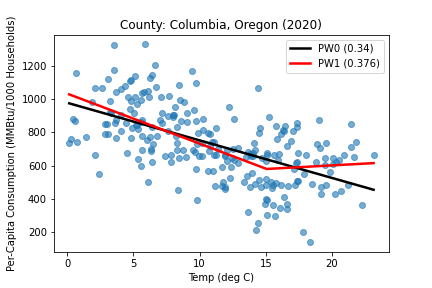 County: Columbia, Oregon (2020)
PW0 (0.34)
PW1 (0.376)
Per-Capita Consumption (MMBtu/1000 Households)
1200
1000
800
600
400
200
0
5
10
15
20
Temp (deg C)